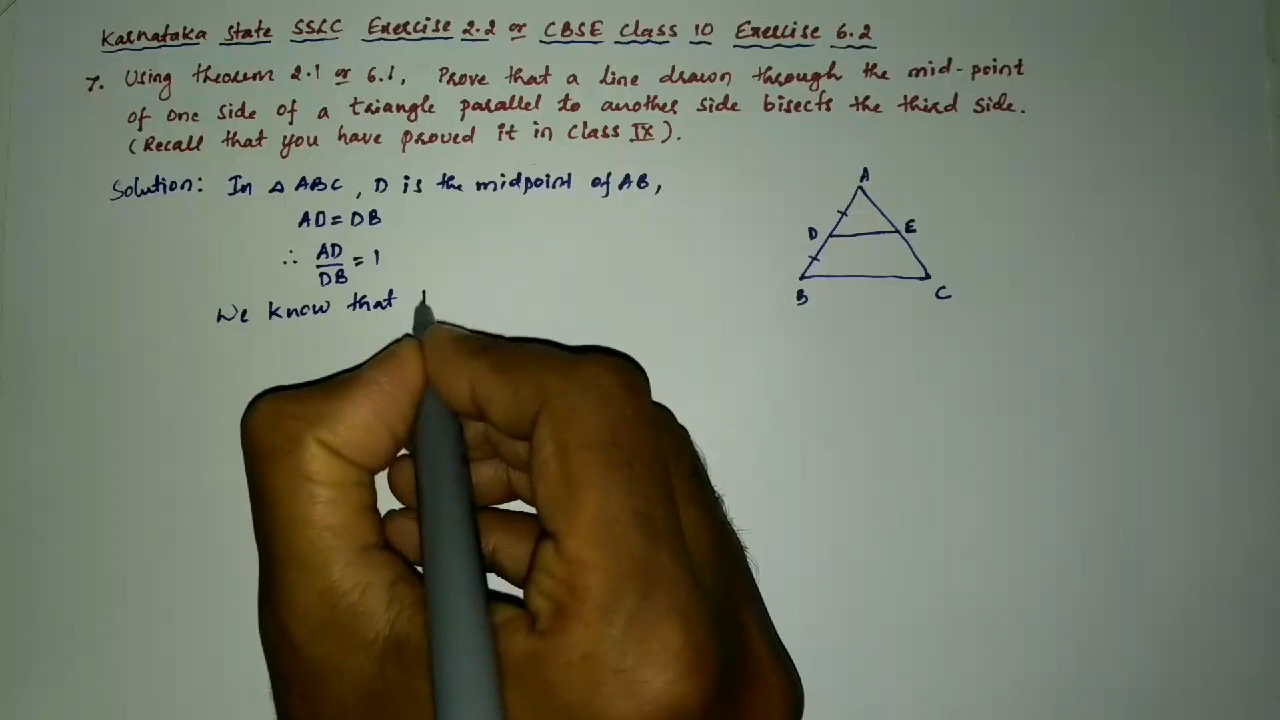 Karnataka State SSLC Exercise 2.2 or CBSE Class 10 Exercise 6.2
7. Using theorem 2.1 or 6.1, Prove that a line drawn through the mid-point
of one side of a triangle parallel to another side bisects the third side.
(Recall that you have proved it in Class IX).
Solution: In △ ABC, D is the midpoint of AB,
AD = DB
∴ AD/DB = 1
We know that
A
D
E
B
C